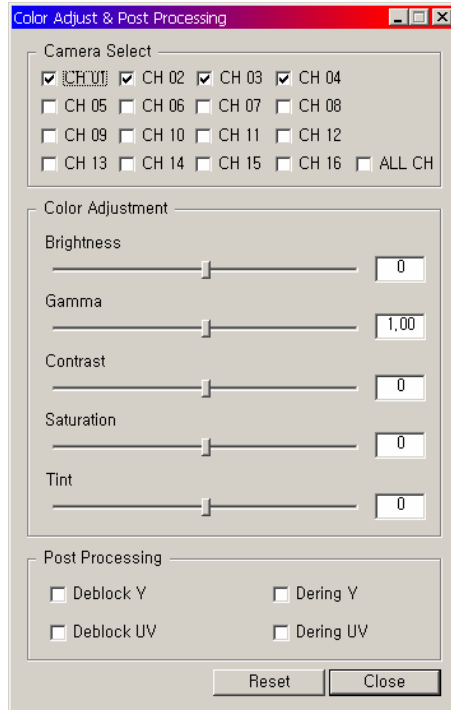 Color Adjust & Post Processing
Camera Select
CH 01 CH 02 CH 03 CH 04
CH 05 CH 06 CH 07 CH 08
CH 09 CH 10 CH 11 CH 12
CH 13 CH 14 CH 15 CH 16 ALL CH
Color Adjustment
Brightness
0
Gamma
1,00
Contrast
0
Saturation
0
Tint
0
Post Processing
Deblock Y Dering Y
Deblock UV Dering UV
Reset Close